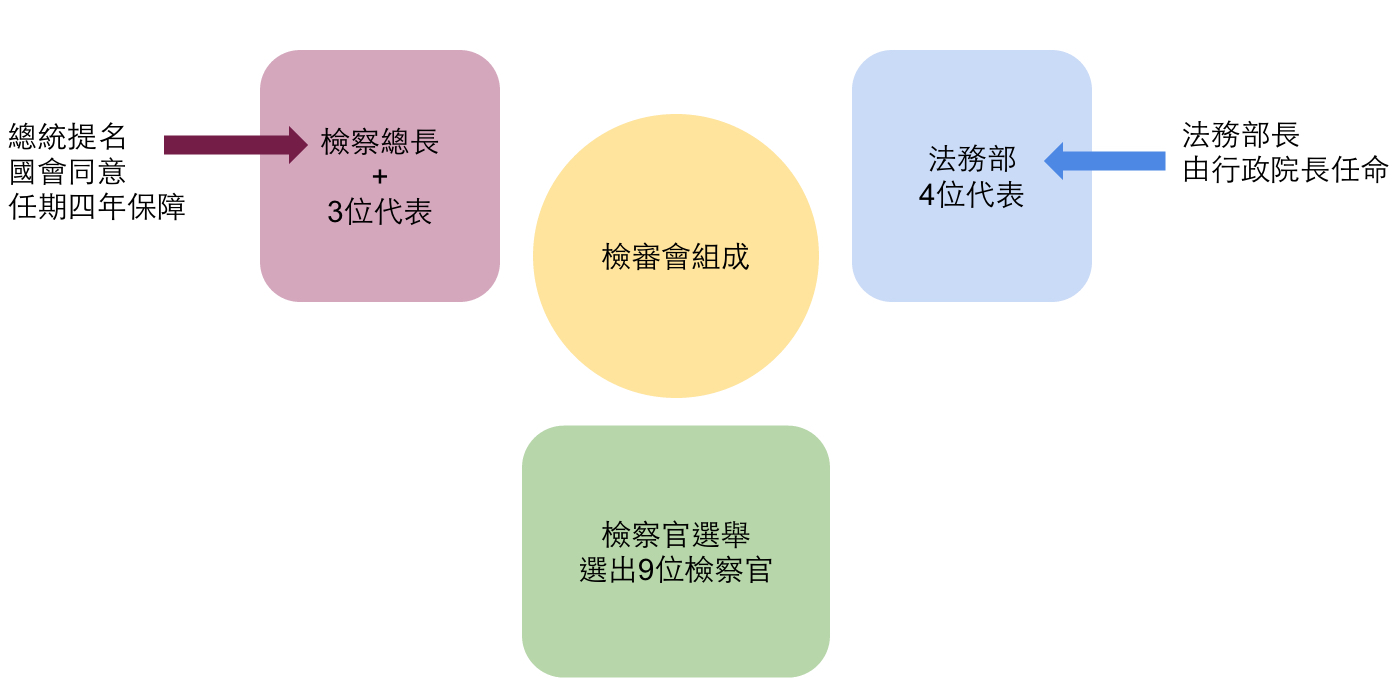 總統提名
國會同意
任期四年保障
檢察總長
+
3位代表
檢審會組成
法務部
4位代表
法務部長
由行政院長任命
檢察官選舉
選出9位檢察官